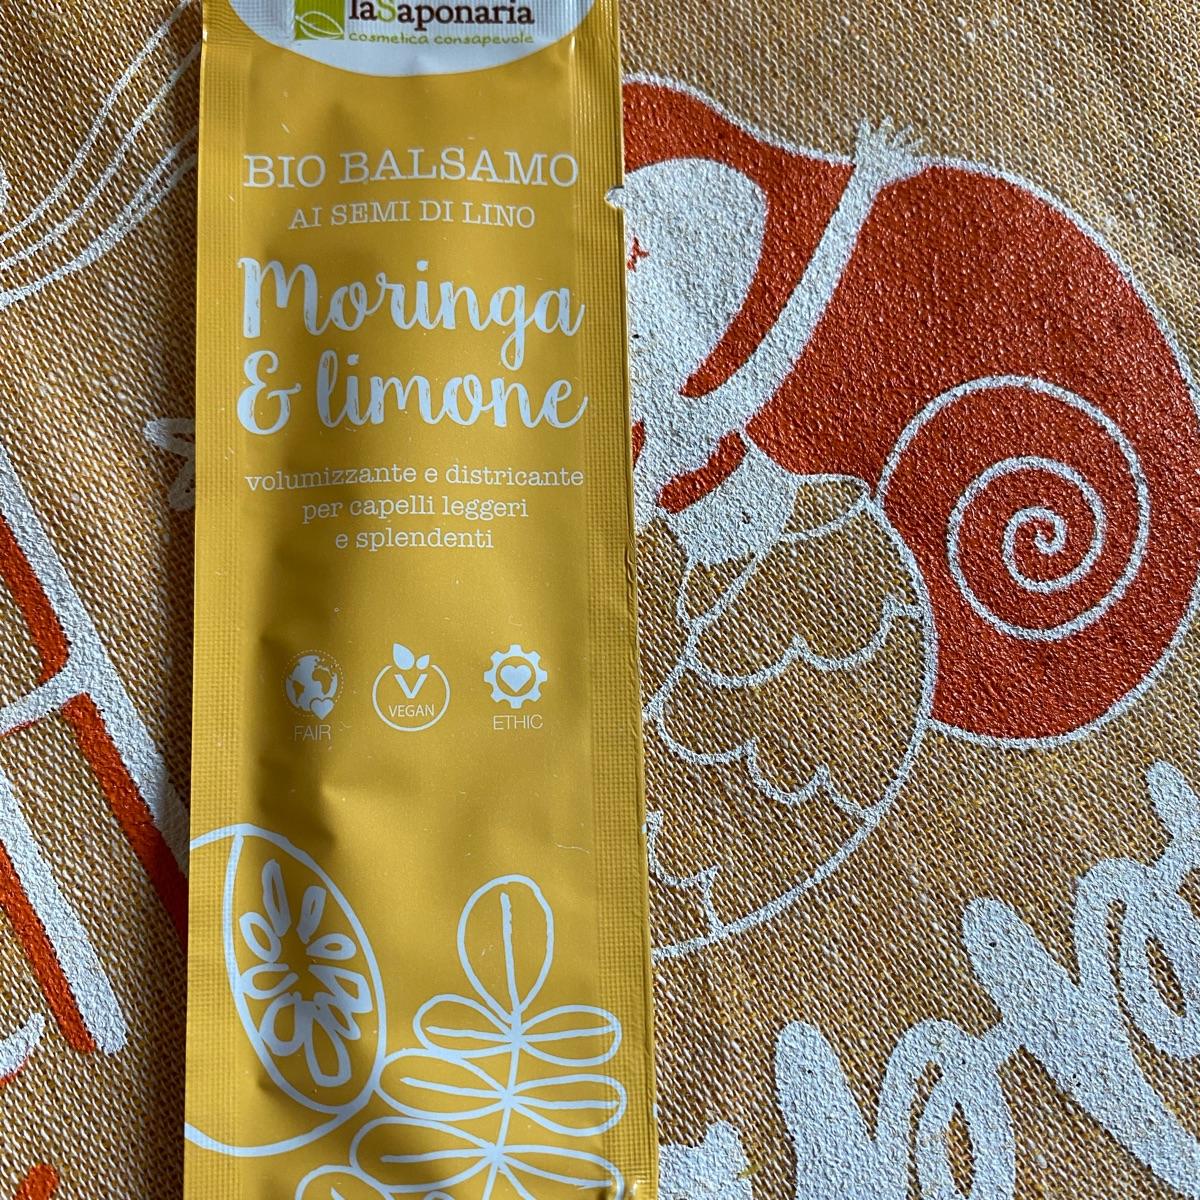 laSaponaria
cosmetica consapevole
BIO BALSAMO
AI SEMI DI LINO
Moringa
& limone
volumizzante e districante
per capelli leggeri
e splendenti
FAIR
V
VEGAN
ETHIC